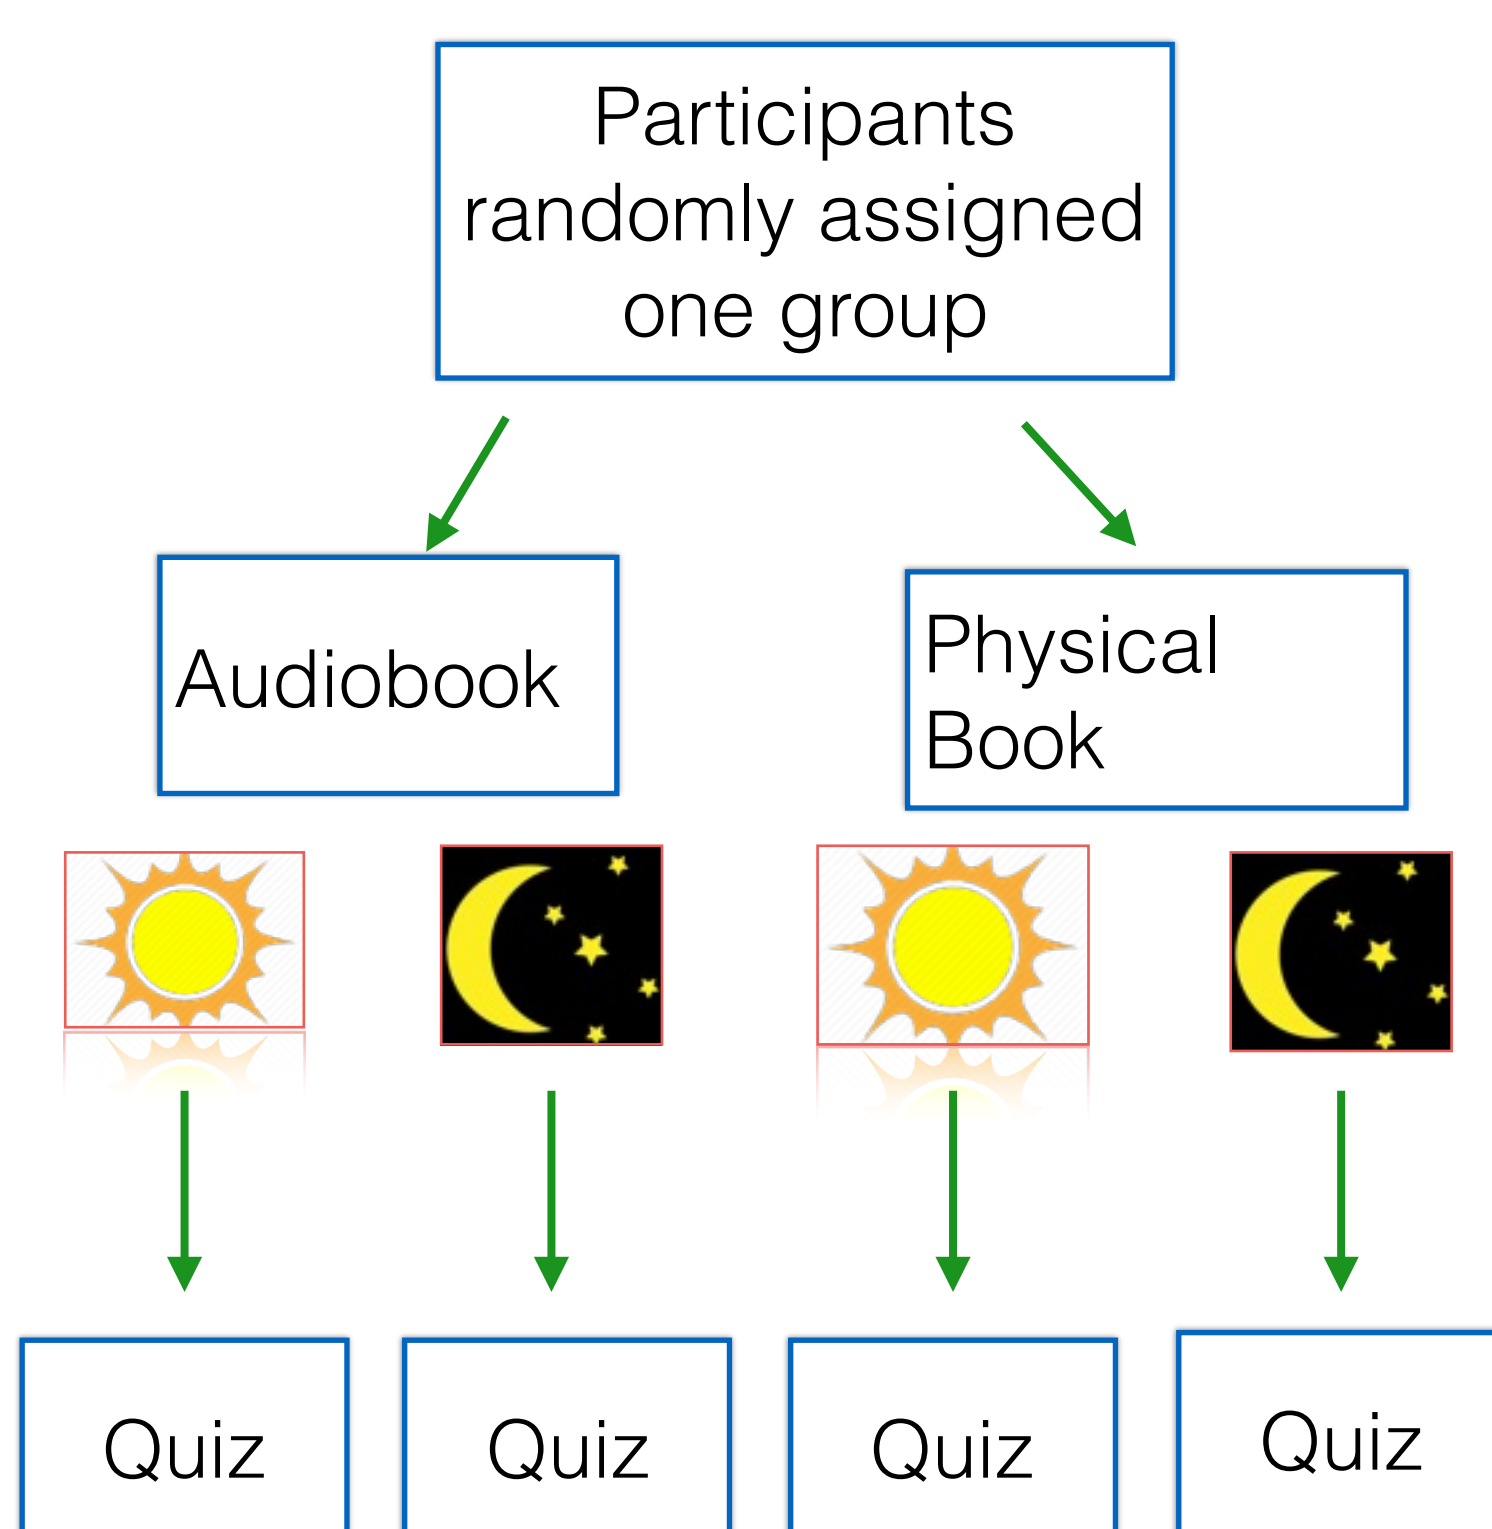 Participants
randomly assigned
one group
Audiobook
Physical
Book
Quiz
Quiz
Quiz
Quiz